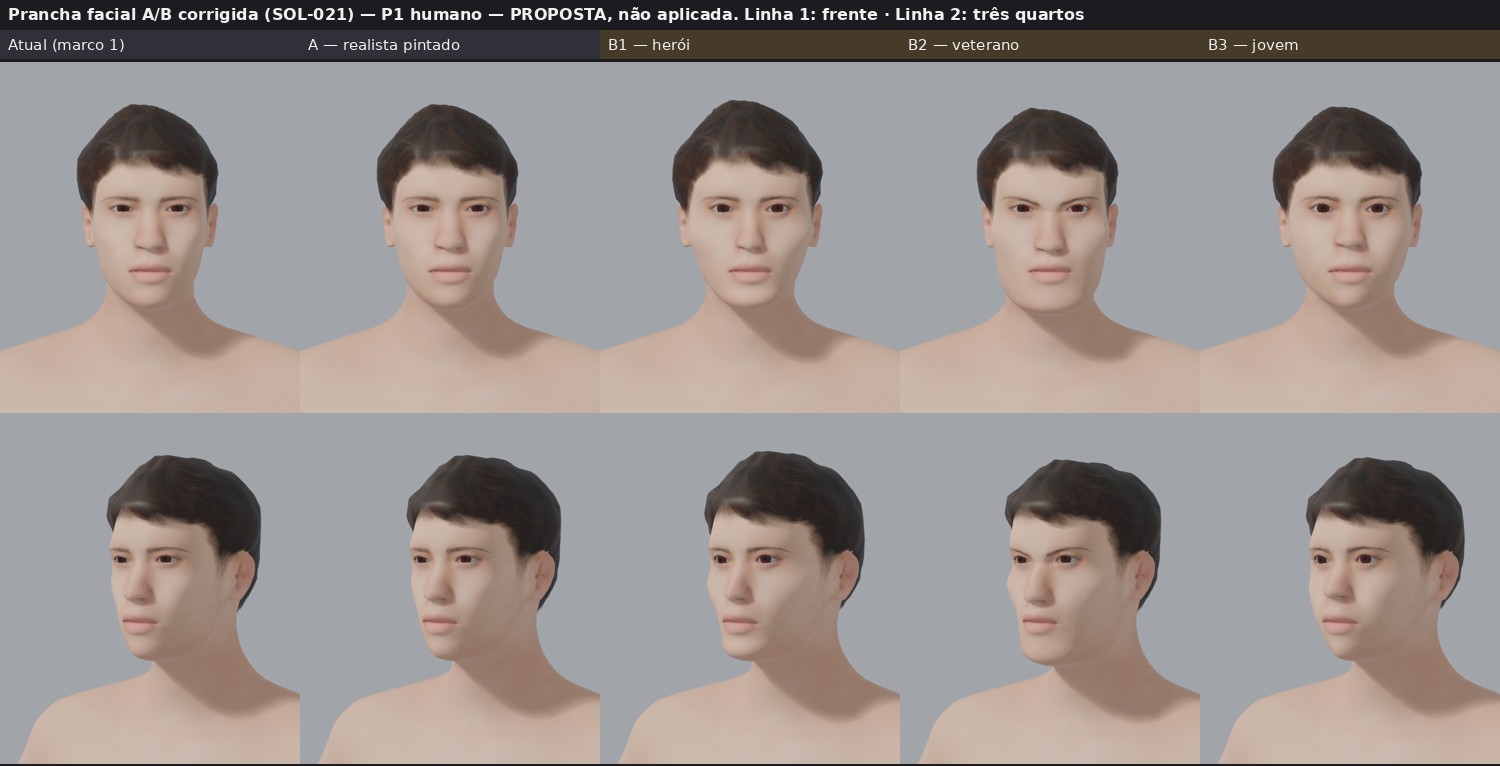 Prancha facial A/B corrigida (SOL-021) — P1 humano — PROPOSTA, não aplicada. Linha 1: frente · Linha 2: três quartos
Atual (marco 1) A — realista pintado B1 — herói B2 — veterano B3 — jovem